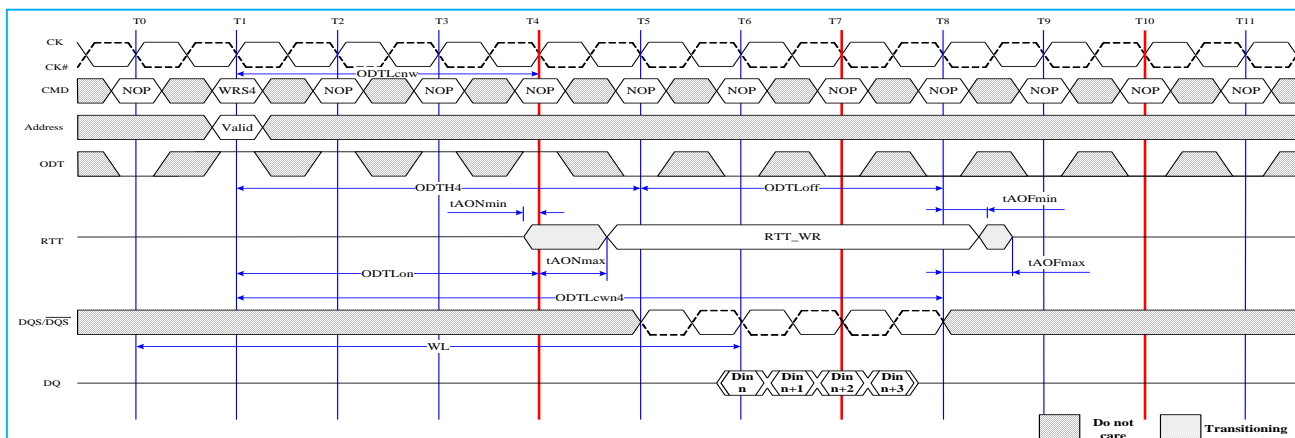 T0 T1 T2 T3 T4 T5 T6 T7 T8 T9 T10 T11
CK
CK#
ODTLcnw
CMD NOP WRS4 NOP NOP NOP NOP NOP NOP NOP NOP NOP NOP
Address Valid
ODT
ODTH4 ODTLoff
tAONmin tAOFmin
RTT RTT_WR
tAONmax tAOFmax
ODTLon
ODTLcwn4
DQS/DQS
WL
DQ Din n Din n+1 Din n+2 Din n+3
Do not care
Transitioning